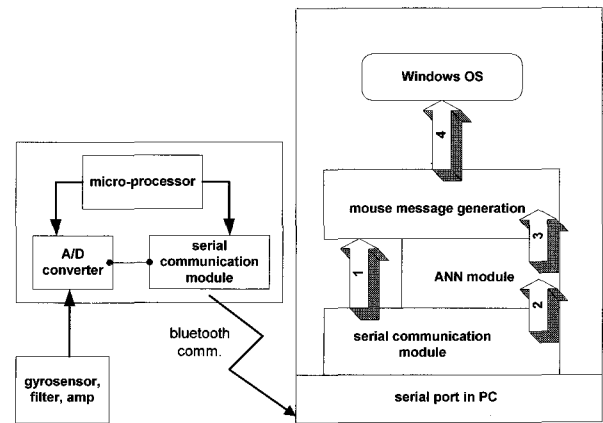 Windows OS
4
micro-processor
mouse message generation
A/D
converter
serial
communication
module
1
3
ANN module
2
bluetooth
comm.
serial communication
module
gyrosensor,
filter, amp
serial port in PC